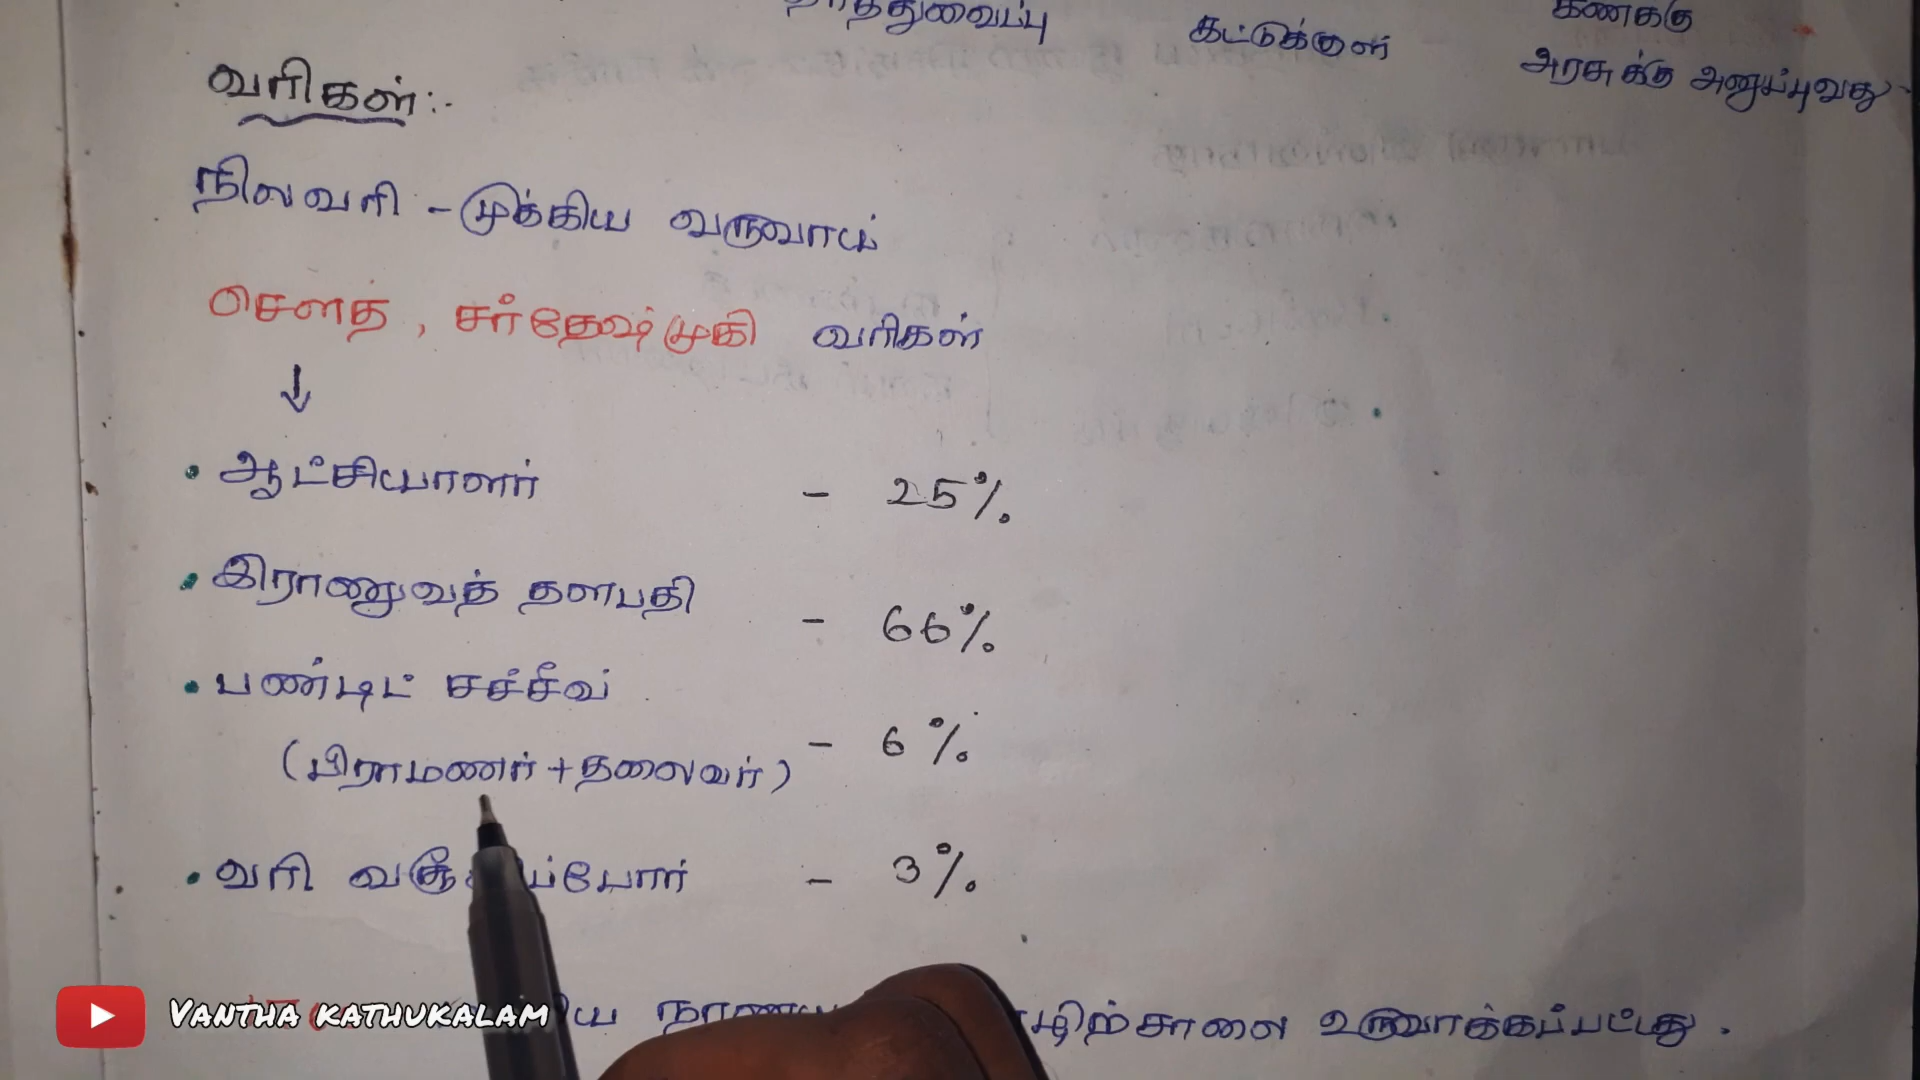 கட்டுக்குள்
கணக்கு
அரசுக்கு அனுப்புவது.
வரிகள்:-
நிலவரி - முக்கிய வருவாய்
சௌத், சர்தேஷ்முகி வரிகள்
↓
• ஆட்சியாளர் - 25%
• இராணுவத் தளபதி - 66%
• பண்டிட் சச்சீவ்
(பிராமணர் + தலைவர்) - 6%
• வரி - 3%
உருவாக்கப்பட்டது.
VANTHA KATHUKALAM